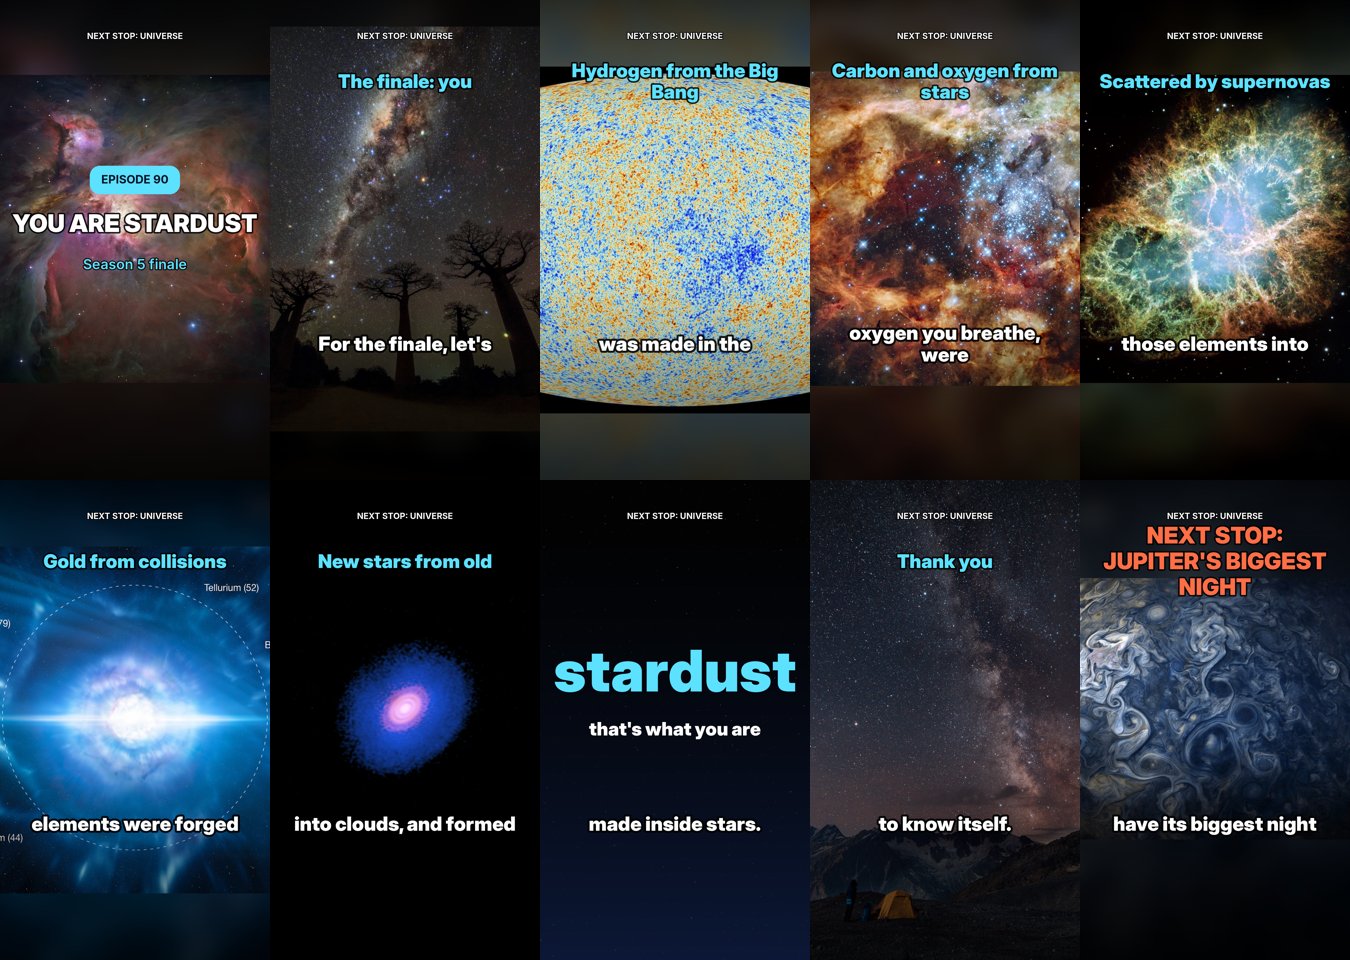 NEXT STOP: UNIVERSE
EPISODE 90
YOU ARE STARDUST
Season 5 finale
NEXT STOP: UNIVERSE
The finale: you
For the finale, let's
NEXT STOP: UNIVERSE
Hydrogen from the Big
Bang
was made in the
NEXT STOP: UNIVERSE
Carbon and oxygen from
stars
oxygen you breathe,
were
NEXT STOP: UNIVERSE
Scattered by supernovas
those elements into
NEXT STOP: UNIVERSE
Gold from collisions
Tellurium (52)
79)
B
m (44)
elements were forged
NEXT STOP: UNIVERSE
New stars from old
into clouds, and formed
NEXT STOP: UNIVERSE
stardust
that's what you are
made inside stars.
NEXT STOP: UNIVERSE
Thank you
to know itself.
NEXT STOP: UNIVERSE
NEXT STOP:
JUPITER'S BIGGEST
NIGHT
have its biggest night